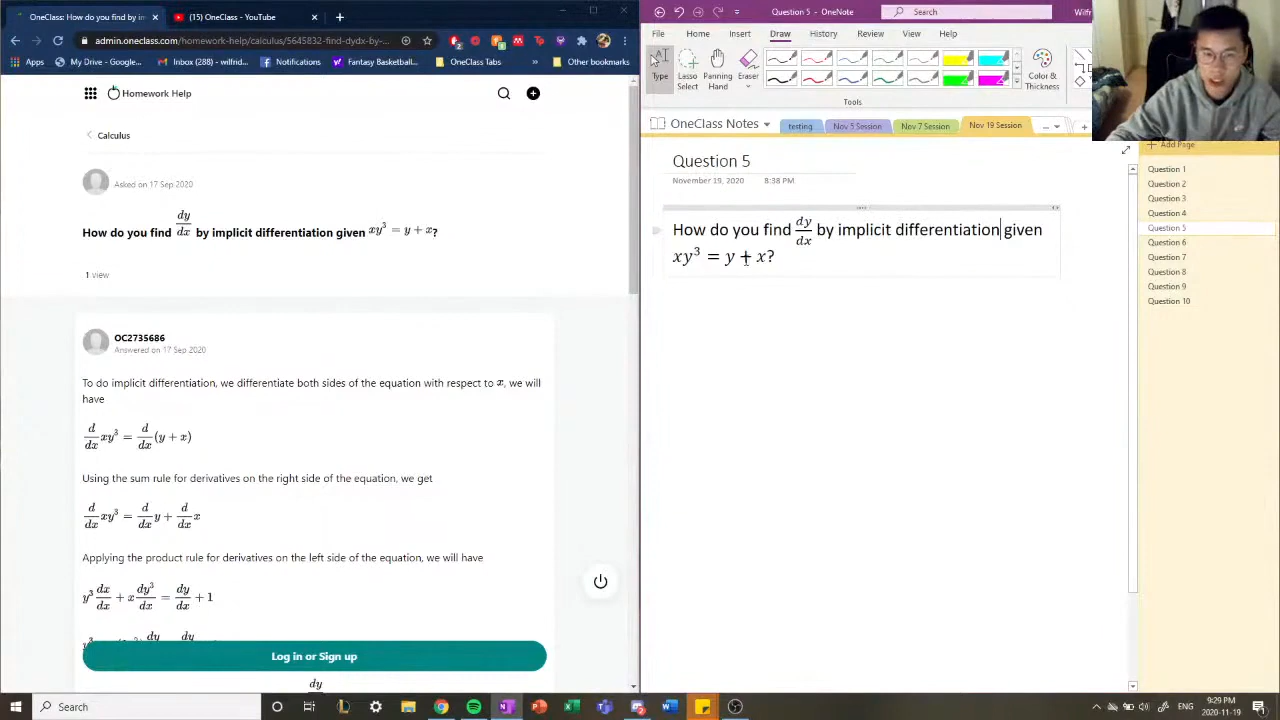 OneClass: How do you find by im
(15) OneClass - YouTube
admin.oneclass.com/homework-help/calculus/5645832-find-dydx-by-...
Apps
My Drive - Googl...
Inbox (62) - wilfri...
Notifications
Fantasy Basketball...
OneClass Tabs
»
Other bookmarks
Homework Help
Calculus
Asked on 17 Sep 2020
How do you find dy/dx by implicit differentiation given xy³ = y + x?
1 view
OC2735686
Answered on 17 Sep 2020
To do implicit differentiation, we differentiate both sides of the equation with respect to x, we will
have
d/dx xy³ = d/dx (y + x)
Using the sum rule for derivatives on the right side of the equation, we get
d/dx xy³ = d/dx y + d/dx x
Applying the product rule for derivatives on the left side of the equation, we will have
y³ dx/dx + x dy³/dx = dy/dx + 1
Log in or Sign up
dy
Question 5 - OneNote
Search
Wilfr
File
Home
Insert
Draw
History
Review
View
Help
Type
Lasso
Select
Panning
Hand
Eraser
Color &
Thickness
Tools
OneClass Notes
testing
Nov 5 Session
Nov 7 Session
Nov 19 Session
Add Page
Question 5
November 19, 2020
8:38 PM
How do you find dy/dx by implicit differentiation given
xy³ = y + x?
Question 1
Question 2
Question 3
Question 4
Question 5
Question 6
Question 7
Question 8
Question 9
Question 10
Search
9:29 PM
2020-11-19